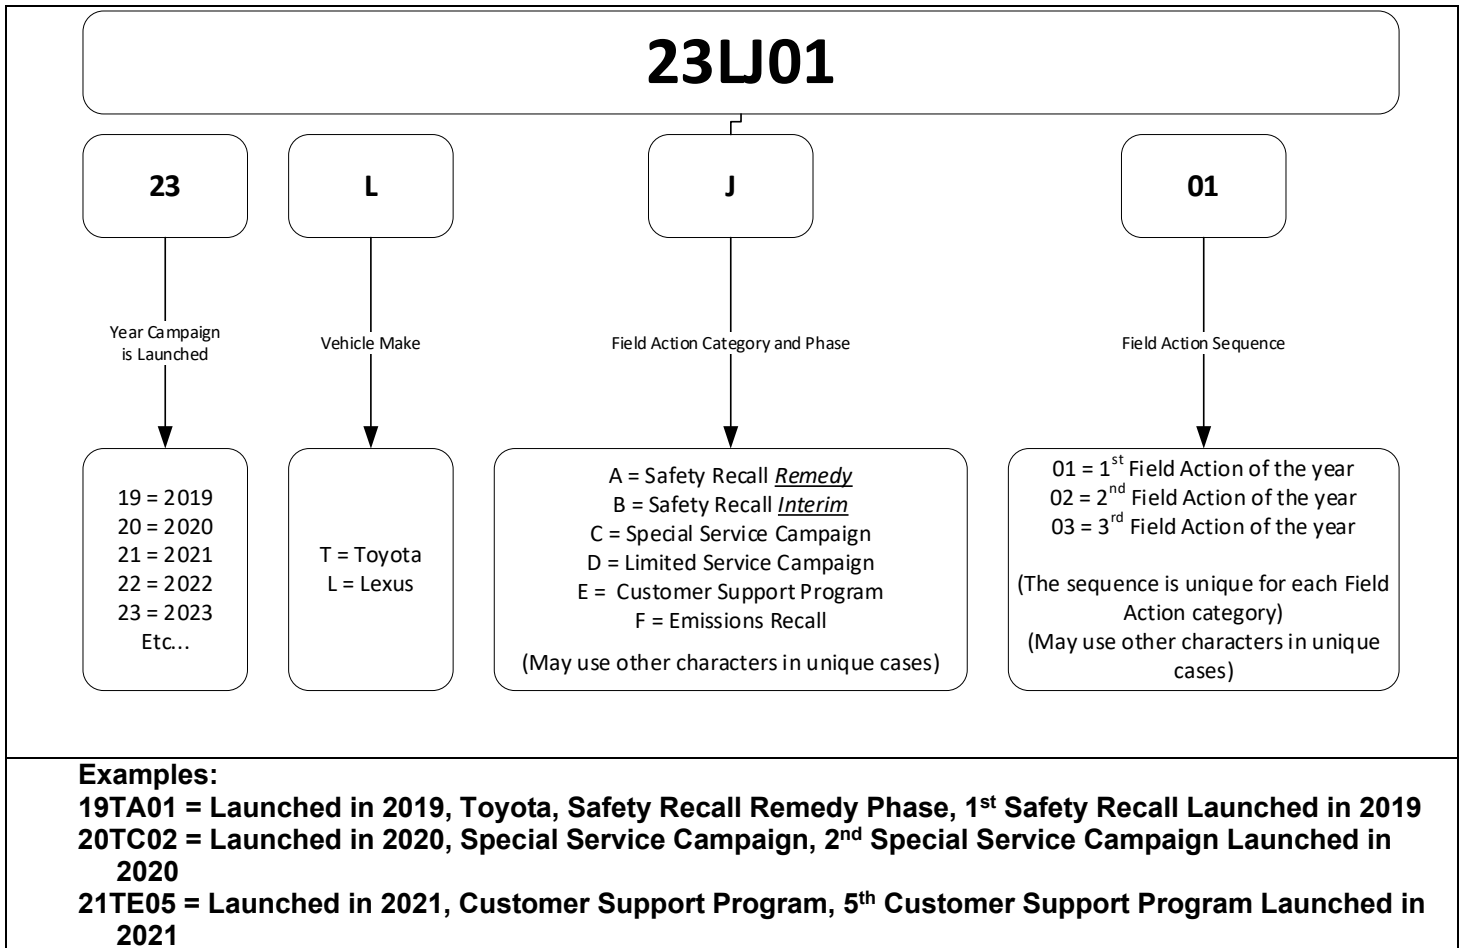 23LJ01
23
L
J
01
Year Campaign
is Launched
Vehicle Make
Field Action Category and Phase
Field Action Sequence
19 = 2019
20 = 2020
21 = 2021
22 = 2022
23 = 2023
Etc...
T = Toyota
L = Lexus
A = Safety Recall Remedy
B = Safety Recall Interim
C = Special Service Campaign
D = Limited Service Campaign
E = Customer Support Program
F = Emissions Recall
(May use other characters in unique cases)
01 = 1st Field Action of the year
02 = 2nd Field Action of the year
03 = 3rd Field Action of the year
(The sequence is unique for each Field
Action category)
(May use other characters in unique
cases)
Examples:
19TA01 = Launched in 2019, Toyota, Safety Recall Remedy Phase, 1st Safety Recall Launched in 2019
20TC02 = Launched in 2020, Special Service Campaign, 2nd Special Service Campaign Launched in
2020
21TE05 = Launched in 2021, Customer Support Program, 5th Customer Support Program Launched in
2021